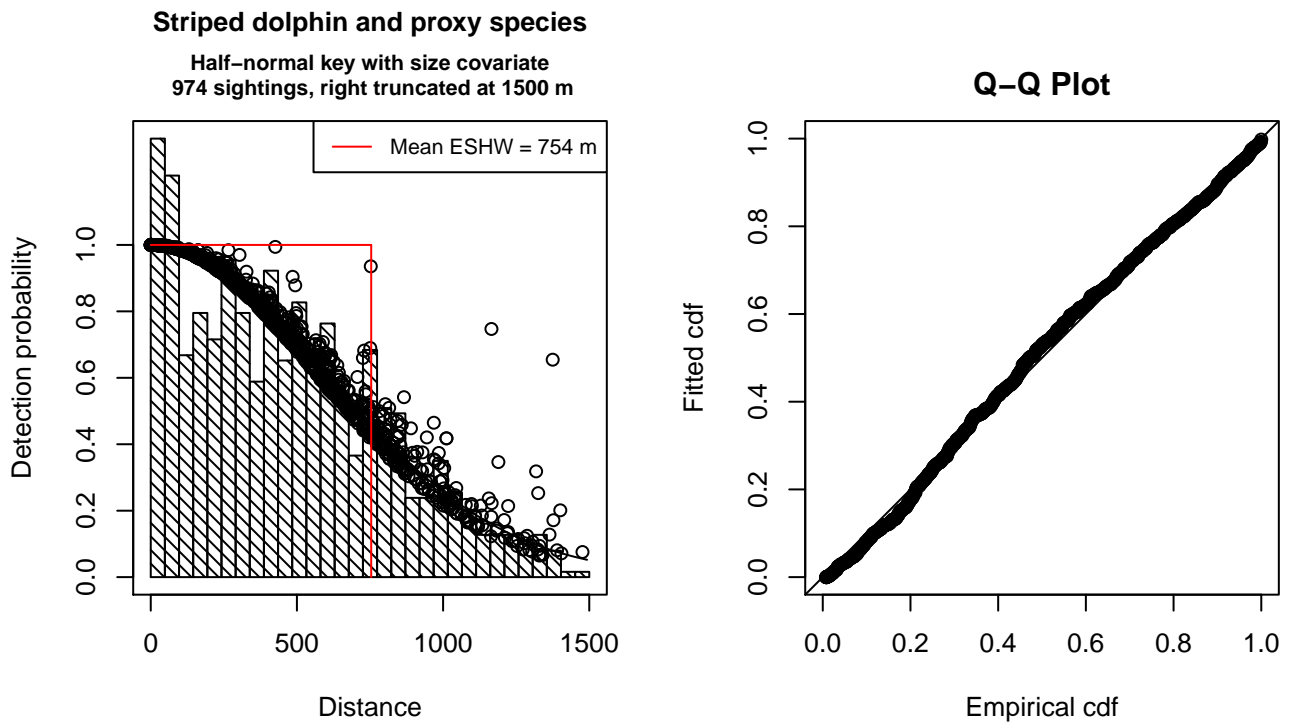 Striped dolphin and proxy species
Half−normal key with size covariate
974 sightings, right truncated at 1500 m
Mean ESHW = 754 m
Detection probability
1.0
0.8
0.6
0.4
0.2
0.0
0 500 1000 1500
Distance
Q−Q Plot
Fitted cdf
1.0
0.8
0.6
0.4
0.2
0.0
0.0 0.2 0.4 0.6 0.8 1.0
Empirical cdf